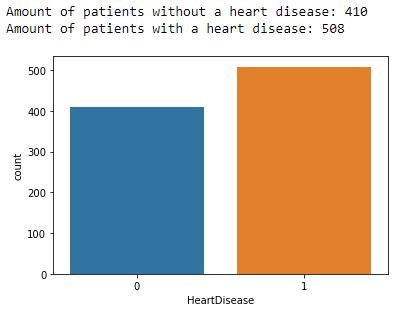 Amount of patients without a heart disease: 410
Amount of patients with a heart disease: 508
500
400
300
200
100
0
count
0 1
HeartDisease